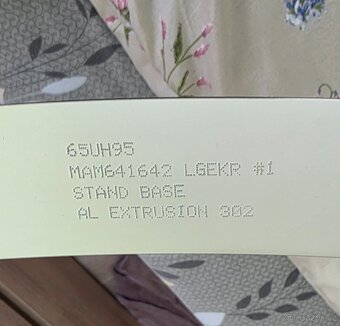 65UH95
MAM641642 LGEKR #1
STAND BASE
AL EXTRUSION 302